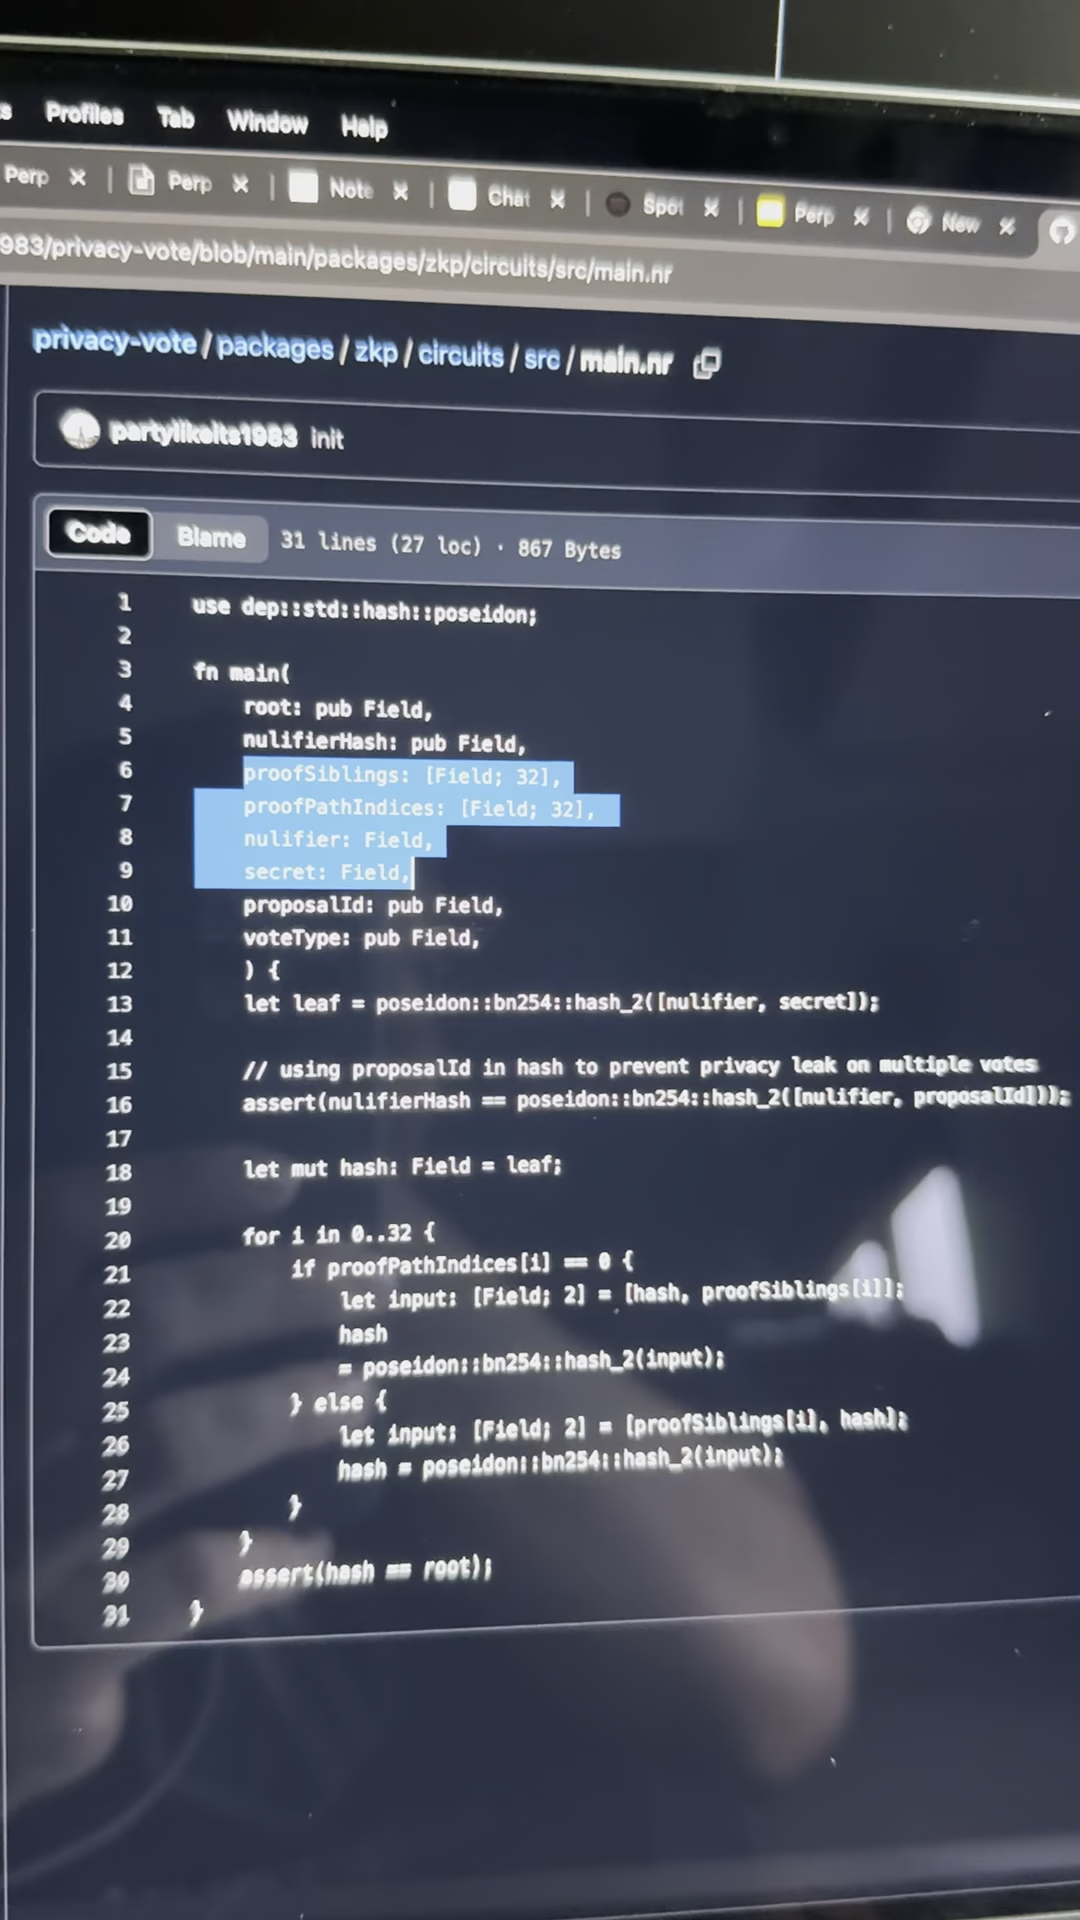 s Profiles Tab Window Help
Perp × Perp × Note × Chat × Spot × Perp × New ×
983/privacy-vote/blob/main/packages/zkp/circuits/src/main.nr
privacy-vote / packages / zkp / circuits / src / main.nr
partylikeits1983 init
Code Blame 31 lines (27 loc) · 867 Bytes
1 use dep::std::hash::poseidon;
2
3 fn main(
4 root: pub Field,
5 nulifierHash: pub Field,
6 proofSiblings: [Field; 32],
7 proofPathIndices: [Field; 32],
8 nulifier: Field,
9 secret: Field,
10 proposalId: pub Field,
11 voteType: pub Field,
12 ) {
13 let leaf = poseidon::bn254::hash_2([nulifier, secret]);
14
15 // using proposalId in hash to prevent privacy leak on multiple votes
16 assert(nulifierHash == poseidon::bn254::hash_2([nulifier, proposalId]));
17
18 let mut hash: Field = leaf;
19
20 for i in 0..32 {
21 if proofPathIndices[i] == 0 {
22 let input: [Field; 2] = [hash, proofSiblings[i]];
23 hash
24 = poseidon::bn254::hash_2(input);
25 } else {
26 let input: [Field; 2] = [proofSiblings[i], hash];
27 hash = poseidon::bn254::hash_2(input);
28 }
29 }
30 assert(hash == root);
31 }